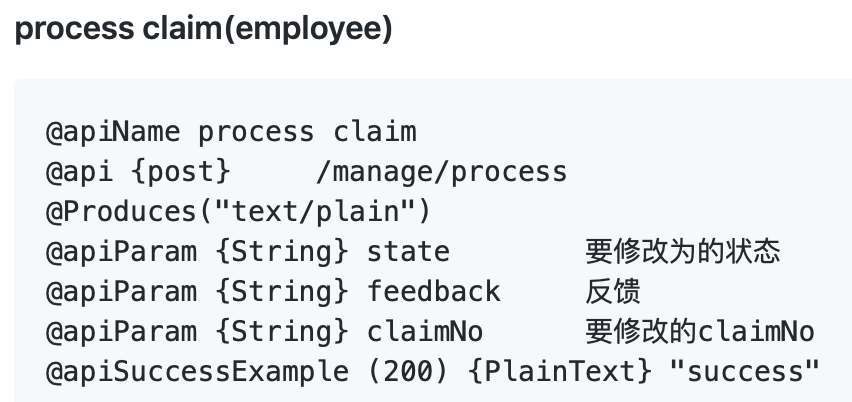 process claim(employee)
@apiName process claim
@api {post}     /manage/process
@Produces("text/plain")
@apiParam {String} state        要修改为的状态
@apiParam {String} feedback     反馈
@apiParam {String} claimNo      要修改的claimNo
@apiSuccessExample (200) {PlainText} "success"